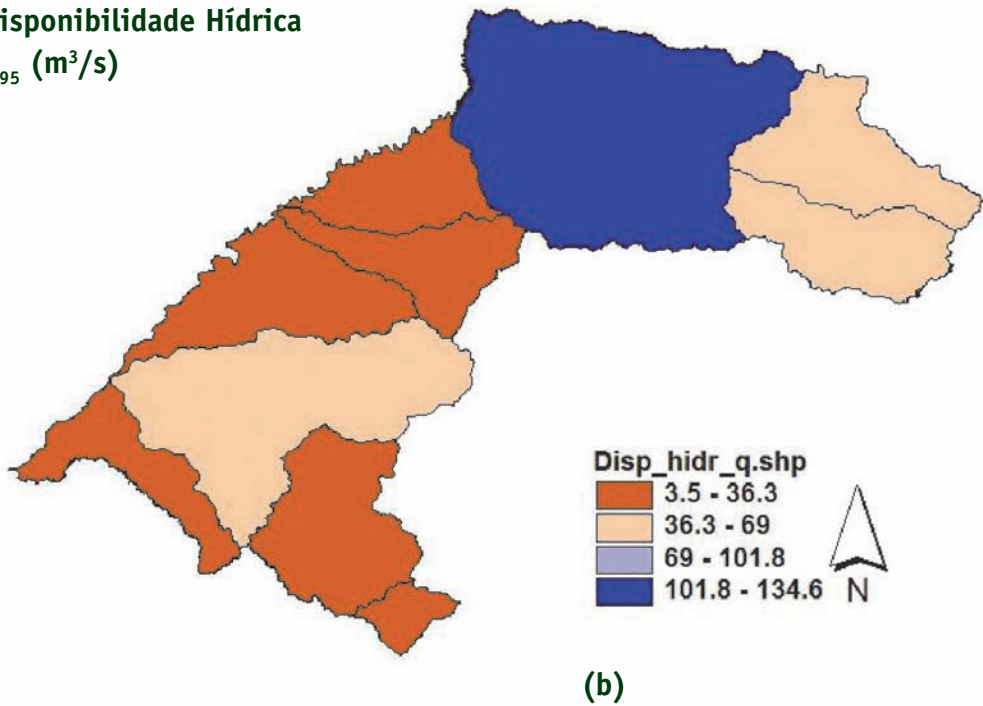 isponibilidade Hídrica
95 (m³/s)
Disp_hidr_q.shp
3.5 - 36.3
36.3 - 69
69 - 101.8
101.8 - 134.6
N
(b)